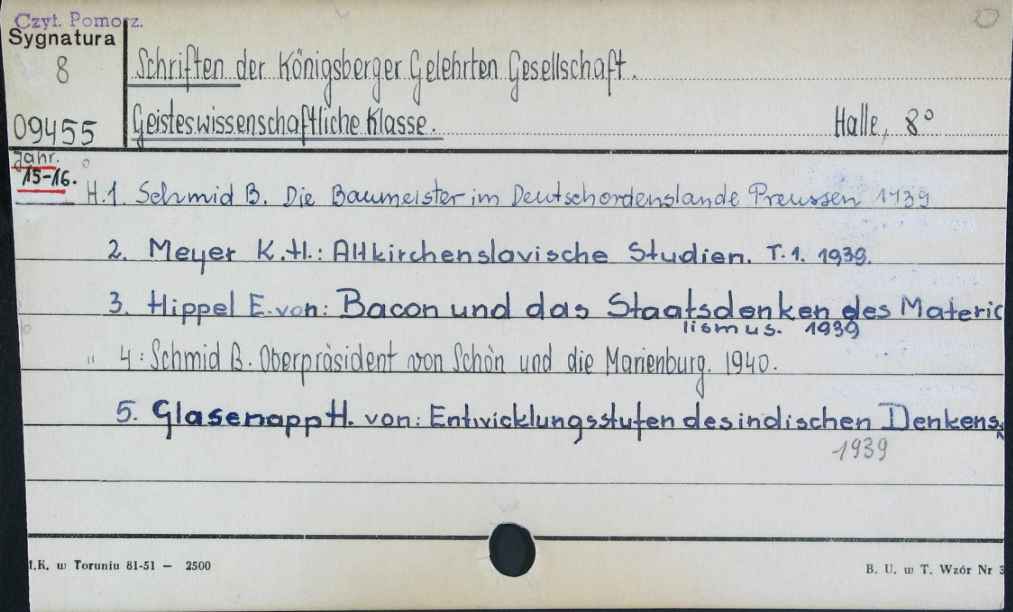 Czyt. Pomorz.
Sygnatura
8
Schriften der Königsberger Gelehrten Gesellschaft.
09455
Geisteswissenschaftliche Klasse.
Halle, 8°
Jahr.
15-16.
H.1. Schmid B. Die Baumeister im Deutschordenslande Preussen 1939
2. Meyer K.H.: Altkirchenslavische Studien. T.1. 1939.
3. Hippel E.von: Bacon und das Staatsdenken des Materia
lismus. 1939
" 4: Schmid B. Oberpräsident von Schön und die Marienburg. 1940.
5. Glasenapp H. von: Entwicklungsstufen des indischen Denkens,
1939
I.K. w Toruniu 81-51 — 2500
B. U. w T. Wzór Nr 3